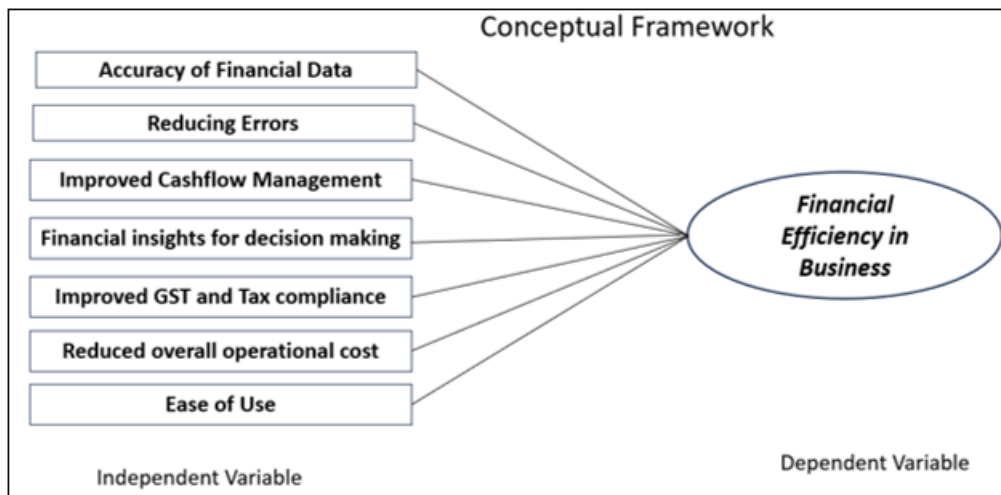 Conceptual Framework
Accuracy of Financial Data
Reducing Errors
Improved Cashflow Management
Financial insights for decision making
Improved GST and Tax compliance
Reduced overall operational cost
Ease of Use
Financial
Efficiency in
Business
Independent Variable
Dependent Variable